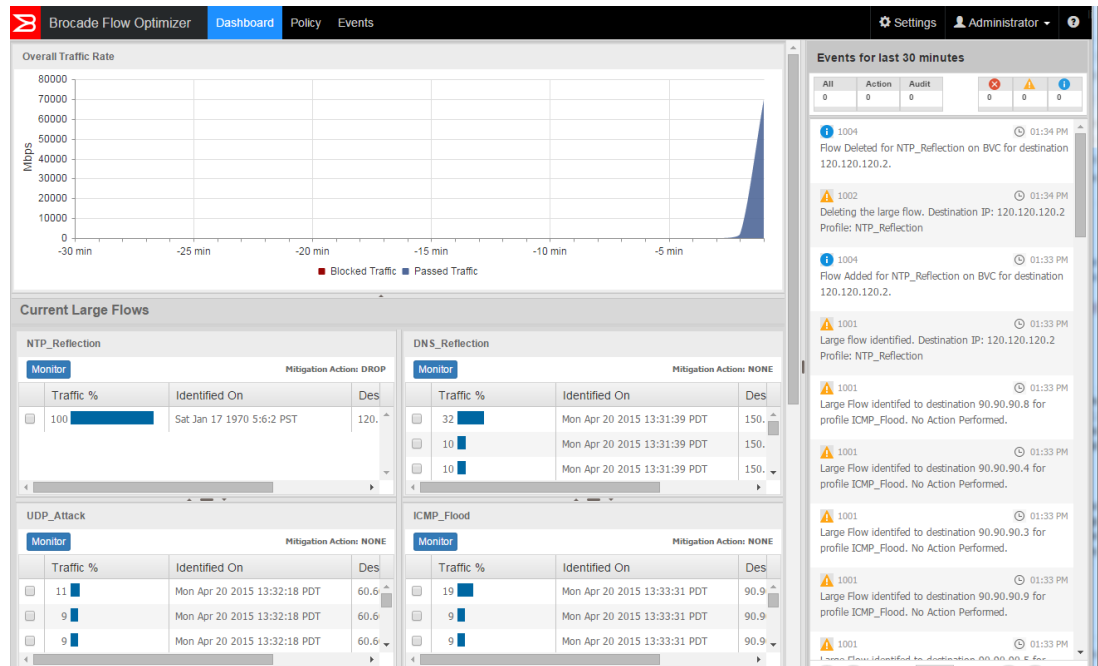 Brocade Flow Optimizer Dashboard Policy Events Settings Administrator ?
Overall Traffic Rate
80000
70000
60000
50000
40000
30000
20000
10000
0
Mbps
-30 min -25 min -20 min -15 min -10 min -5 min
Blocked Traffic Passed Traffic
Current Large Flows
NTP_Reflection
Monitor Mitigation Action: DROP
Traffic % Identified On Des
100 Sat Jan 17 1970 5:6:2 PST 120.
DNS_Reflection
Monitor Mitigation Action: NONE
Traffic % Identified On Des
32 Mon Apr 20 2015 13:31:39 PDT 150.
10 Mon Apr 20 2015 13:31:39 PDT 150.
10 Mon Apr 20 2015 13:31:39 PDT 150.
UDP_Attack
Monitor Mitigation Action: NONE
Traffic % Identified On Des
11 Mon Apr 20 2015 13:32:18 PDT 60.6
9 Mon Apr 20 2015 13:32:18 PDT 60.6
9 Mon Apr 20 2015 13:32:18 PDT 60.6
ICMP_Flood
Monitor Mitigation Action: NONE
Traffic % Identified On Des
19 Mon Apr 20 2015 13:33:31 PDT 90.9
9 Mon Apr 20 2015 13:33:31 PDT 90.9
9 Mon Apr 20 2015 13:33:31 PDT 90.9
Events for last 30 minutes
All Action Audit
0 0 0 0 0 0
1004 01:34 PM
Flow Deleted for NTP_Reflection on BVC for destination
120.120.120.2.
1002 01:34 PM
Deleting the large flow. Destination IP: 120.120.120.2
Profile: NTP_Reflection
1004 01:33 PM
Flow Added for NTP_Reflection on BVC for destination
120.120.120.2.
1001 01:33 PM
Large flow identified. Destination IP: 120.120.120.2
Profile: NTP_Reflection
1001 01:33 PM
Large Flow identifed to destination 90.90.90.8 for
profile ICMP_Flood. No Action Performed.
1001 01:33 PM
Large Flow identifed to destination 90.90.90.4 for
profile ICMP_Flood. No Action Performed.
1001 01:33 PM
Large Flow identifed to destination 90.90.90.3 for
profile ICMP_Flood. No Action Performed.
1001 01:33 PM
Large Flow identifed to destination 90.90.90.9 for
profile ICMP_Flood. No Action Performed.
1001 01:33 PM
Large Flow identifed to destination 90.90.90.5 for